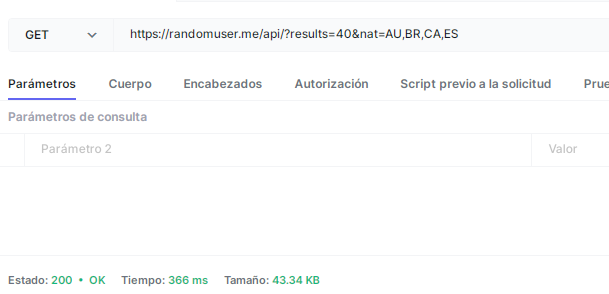 GET https://randomuser.me/api/?results=40&nat=AU,BR,CA,ES
Parámetros Cuerpo Encabezados Autorización Script previo a la solicitud Prue
Parámetros de consulta
Parámetro 2 Valor
Estado: 200 • OK Tiempo: 366 ms Tamaño: 43.34 KB